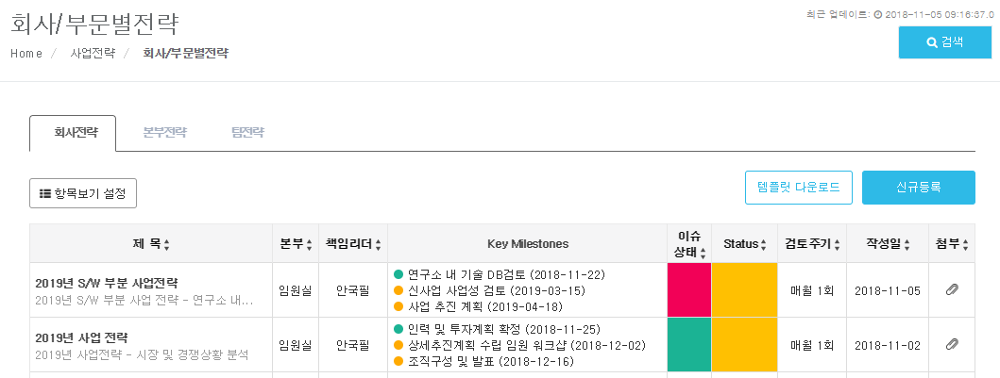 회사/부문별전략
최근 업데이트: 2018-11-05 09:16:37.0
Home / 사업전략 / 회사/부문별전략
검색
회사전략 본부전략 팀전략
항목보기 설정
템플릿 다운로드 신규등록
제 목 본부 책임리더 Key Milestones 이슈 상태 Status 검토주기 작성일 첨부
2019년 S/W 부분 사업전략
2019년 S/W 부분 사업 전략 - 연구소 내...
임원실 안국필
연구소 내 기술 DB검토 (2018-11-22)
신사업 사업성 검토 (2019-03-15)
사업 추진 계획 (2019-04-18)
매월 1회 2018-11-05
2019년 사업 전략
2019년 사업전략 - 시장 및 경쟁상황 분석
임원실 안국필
인력 및 투자계획 확정 (2018-11-25)
상세추진계획 수립 임원 워크샵 (2018-12-02)
조직구성 및 발표 (2018-12-16)
매월 1회 2018-11-02